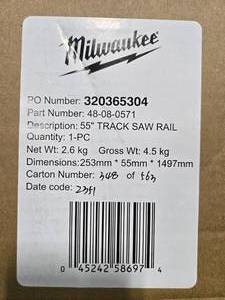 Milwaukee
PO Number: 320365304
Part Number: 48-08-0571
Description: 55" TRACK SAW RAIL
Quantity: 1-PC
Net Wt: 2.6 kg Gross Wt: 4.5 kg
Dimensions:253mm * 55mm * 1497mm
Carton Number: 348 of 563
Date code: 2351
0 45242 58697 4